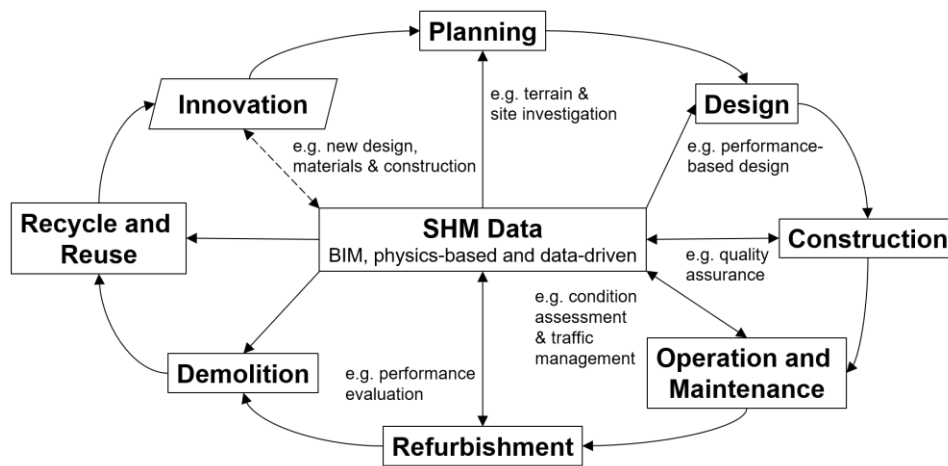 Planning
Innovation
e.g. terrain &
site investigation
Design
e.g. new design,
materials & construction
e.g. performance-
based design
Recycle and
Reuse
SHM Data
BIM, physics-based and data-driven
Construction
e.g. quality
assurance
e.g. condition
assessment
& traffic
management
Operation and
Maintenance
Demolition
e.g. performance
evaluation
Refurbishment